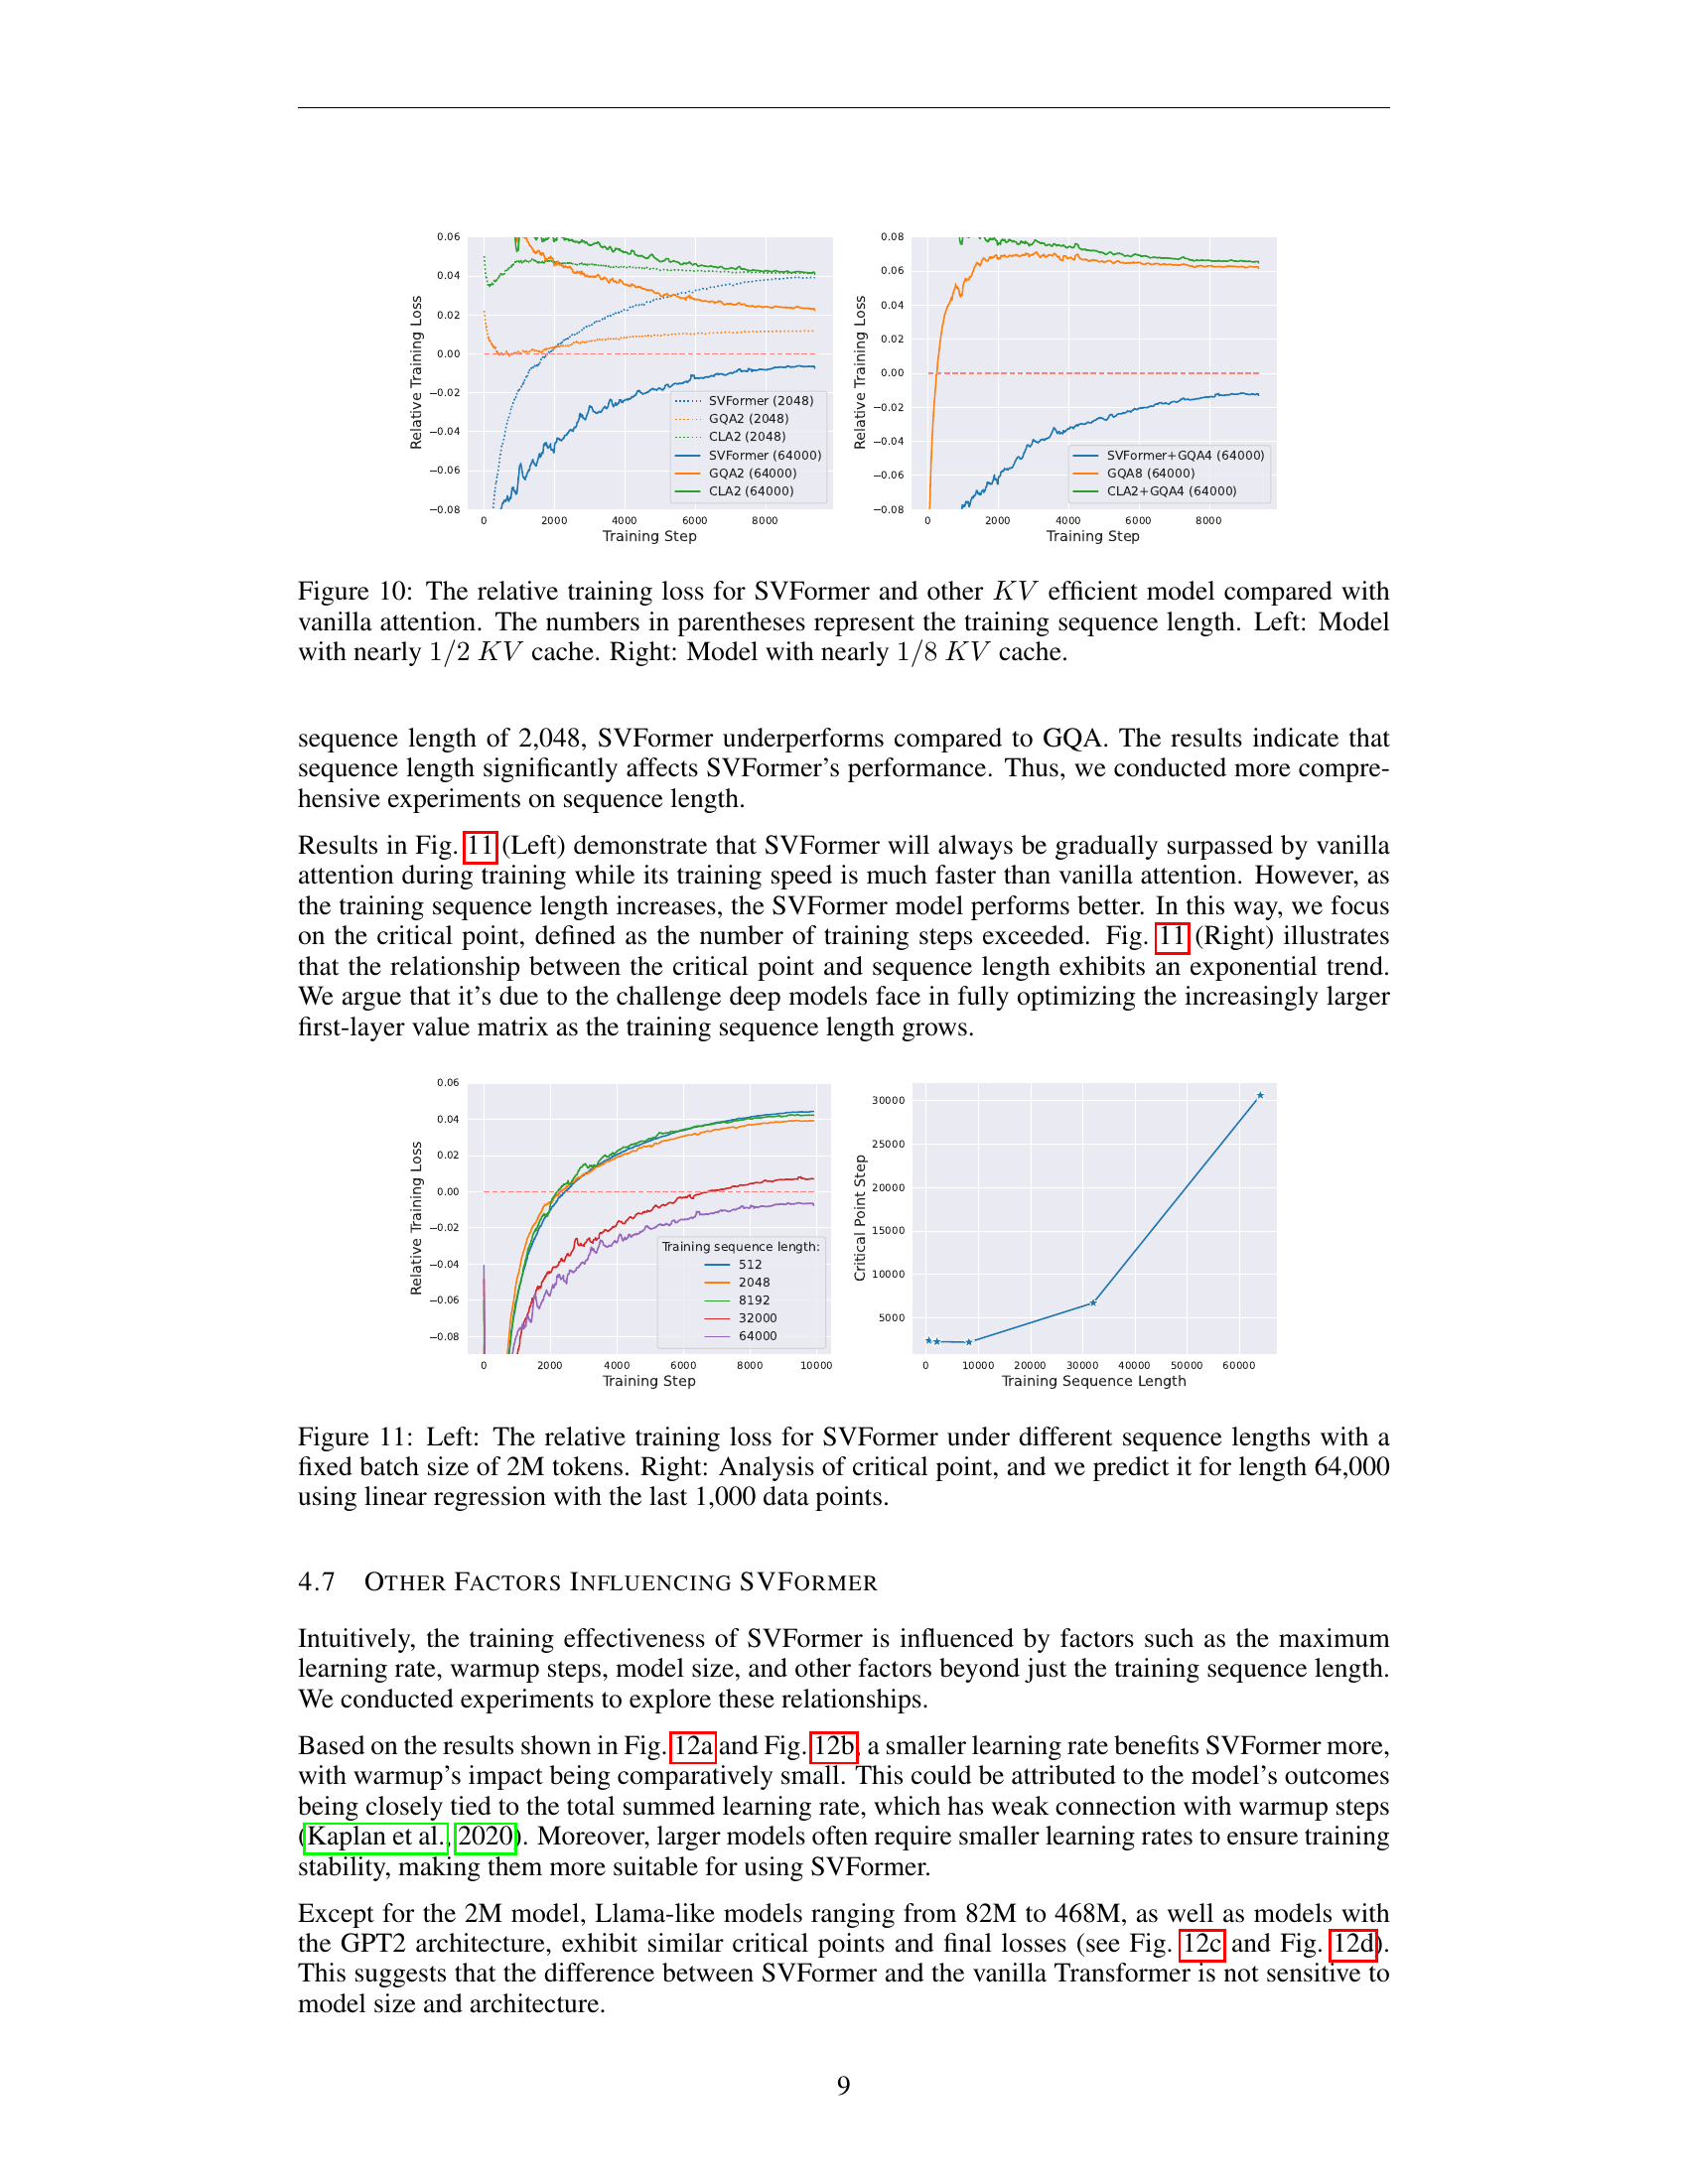 0.06
0.04
0.02
0.00
−0.02
−0.04
−0.06
−0.08
Relative Training Loss
0 2000 4000 6000 8000
Training Step
SVFormer (2048)
GQA2 (2048)
CLA2 (2048)
SVFormer (64000)
GQA2 (64000)
CLA2 (64000)
0.08
0.06
0.04
0.02
0.00
−0.02
−0.04
−0.06
−0.08
Relative Training Loss
0 2000 4000 6000 8000
Training Step
SVFormer+GQA4 (64000)
GQA8 (64000)
CLA2+GQA4 (64000)
Figure 10: The relative training loss for SVFormer and other KV efficient model compared with
vanilla attention. The numbers in parentheses represent the training sequence length. Left: Model
with nearly 1/2 KV cache. Right: Model with nearly 1/8 KV cache.
sequence length of 2,048, SVFormer underperforms compared to GQA. The results indicate that
sequence length significantly affects SVFormer's performance. Thus, we conducted more compre-
hensive experiments on sequence length.
Results in Fig. 11 (Left) demonstrate that SVFormer will always be gradually surpassed by vanilla
attention during training while its training speed is much faster than vanilla attention. However, as
the training sequence length increases, the SVFormer model performs better. In this way, we focus
on the critical point, defined as the number of training steps exceeded. Fig. 11 (Right) illustrates
that the relationship between the critical point and sequence length exhibits an exponential trend.
We argue that it's due to the challenge deep models face in fully optimizing the increasingly larger
first-layer value matrix as the training sequence length grows.
0.06
0.04
0.02
0.00
−0.02
−0.04
−0.06
−0.08
Relative Training Loss
0 2000 4000 6000 8000 10000
Training Step
Training sequence length:
512
2048
8192
32000
64000
30000
25000
20000
15000
10000
5000
Critical Point Step
0 10000 20000 30000 40000 50000 60000
Training Sequence Length
Figure 11: Left: The relative training loss for SVFormer under different sequence lengths with a
fixed batch size of 2M tokens. Right: Analysis of critical point, and we predict it for length 64,000
using linear regression with the last 1,000 data points.
4.7 OTHER FACTORS INFLUENCING SVFORMER
Intuitively, the training effectiveness of SVFormer is influenced by factors such as the maximum
learning rate, warmup steps, model size, and other factors beyond just the training sequence length.
We conducted experiments to explore these relationships.
Based on the results shown in Fig. 12a and Fig. 12b, a smaller learning rate benefits SVFormer more,
with warmup's impact being comparatively small. This could be attributed to the model's outcomes
being closely tied to the total summed learning rate, which has weak connection with warmup steps
(Kaplan et al., 2020). Moreover, larger models often require smaller learning rates to ensure training
stability, making them more suitable for using SVFormer.
Except for the 2M model, Llama-like models ranging from 82M to 468M, as well as models with
the GPT2 architecture, exhibit similar critical points and final losses (see Fig. 12c and Fig. 12d).
This suggests that the difference between SVFormer and the vanilla Transformer is not sensitive to
model size and architecture.
9